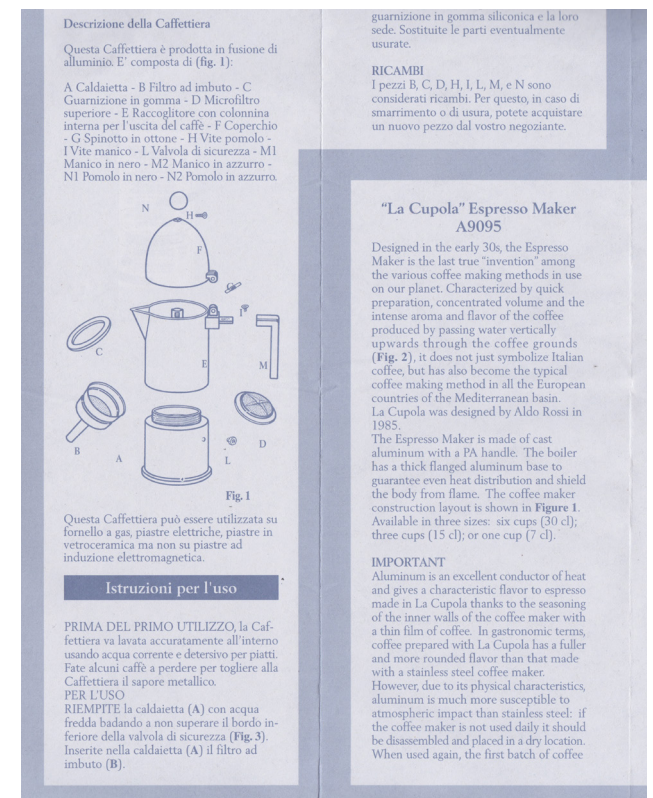 Descrizione della Caffettiera
Questa Caffettiera è prodotta in fusione di
alluminio. E' composta di (fig. 1):
A Caldaietta - B Filtro ad imbuto - C
Guarnizione in gomma - D Microfiltro
superiore - E Raccoglitore con colonnina
interna per l'uscita del caffè - F Coperchio
- G Spinotto in ottone - H Vite pomolo -
I Vite manico - L Valvola di sicurezza - M1
Manico in nero - M2 Manico in azzurro -
N1 Pomolo in nero - N2 Pomolo in azzurro.
N
H
F
I
C
E
M
B
A
L
D
Fig. 1
Questa Caffettiera può essere utilizzata su
fornello a gas, piastre elettriche, piastre in
vetroceramica ma non su piastre ad
induzione elettromagnetica.
Istruzioni per l'uso
PRIMA DEL PRIMO UTILIZZO, la Caf-
fettiera va lavata accuratamente all'interno
usando acqua corrente e detersivo per piatti.
Fate alcuni caffè a perdere per togliere alla
Caffettiera il sapore metallico.
PER L'USO
RIEMPITE la caldaietta (A) con acqua
fredda badando a non superare il bordo in-
feriore della valvola di sicurezza (Fig. 3).
Inserite nella caldaietta (A) il filtro ad
imbuto (B).
guarnizione in gomma siliconica e la loro
sede. Sostituite le parti eventualmente
usurate.
RICAMBI
I pezzi B, C, D, H, I, L, M, e N sono
considerati ricambi. Per questo, in caso di
smarrimento o di usura, potete acquistare
un nuovo pezzo dal vostro negoziante.
"La Cupola" Espresso Maker
A9095
Designed in the early 30s, the Espresso
Maker is the last true "invention" among
the various coffee making methods in use
on our planet. Characterized by quick
preparation, concentrated volume and the
intense aroma and flavor of the coffee
produced by passing water vertically
upwards through the coffee grounds
(Fig. 2), it does not just symbolize Italian
coffee, but has also become the typical
coffee making method in all the European
countries of the Mediterranean basin.
La Cupola was designed by Aldo Rossi in
1985.
The Espresso Maker is made of cast
aluminum with a PA handle. The boiler
has a thick flanged aluminum base to
guarantee even heat distribution and shield
the body from flame. The coffee maker
construction layout is shown in Figure 1.
Available in three sizes: six cups (30 cl);
three cups (15 cl); or one cup (7 cl).
IMPORTANT
Aluminum is an excellent conductor of heat
and gives a characteristic flavor to espresso
made in La Cupola thanks to the seasoning
of the inner walls of the coffee maker with
a thin film of coffee. In gastronomic terms,
coffee prepared with La Cupola has a fuller
and more rounded flavor than that made
with a stainless steel coffee maker.
However, due to its physical characteristics,
aluminum is much more susceptible to
atmospheric impact than stainless steel: if
the coffee maker is not used daily it should
be disassembled and placed in a dry location.
When used again, the first batch of coffee